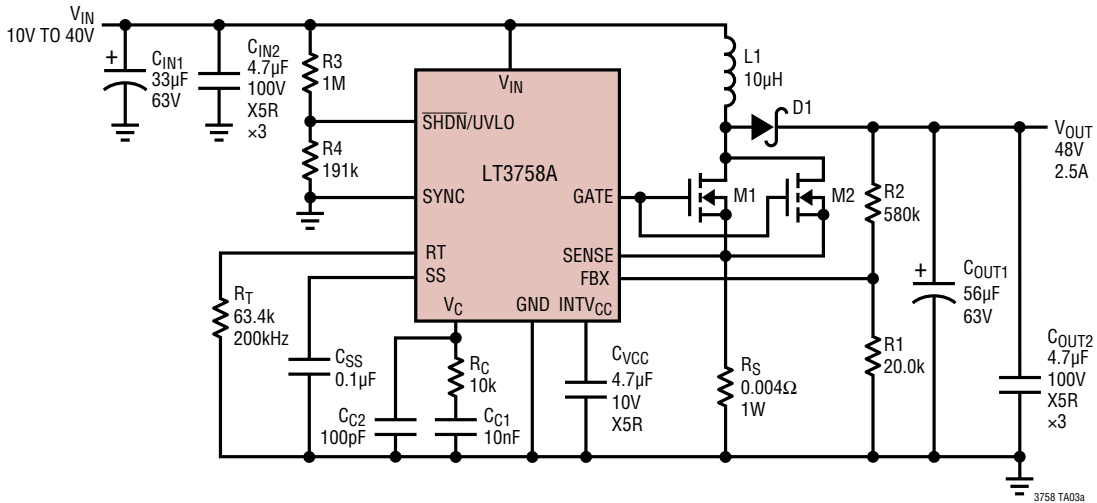 VIN
10V TO 40V
CIN1
33µF
63V
+
CIN2
4.7µF
100V
X5R
×3
R3
1M
R4
191k
VIN
SHDN/UVLO
LT3758A
SYNC
GATE
RT
SENSE
SS
FBX
VC
GND
INTVCC
L1
10µH
D1
M1
M2
VOUT
48V
2.5A
R2
580k
+
COUT1
56µF
63V
RT
63.4k
200kHz
CSS
0.1µF
RC
10k
CC2
100pF
CC1
10nF
CVCC
4.7µF
10V
X5R
RS
0.004Ω
1W
R1
20.0k
COUT2
4.7µF
100V
X5R
×3
3758 TA03a